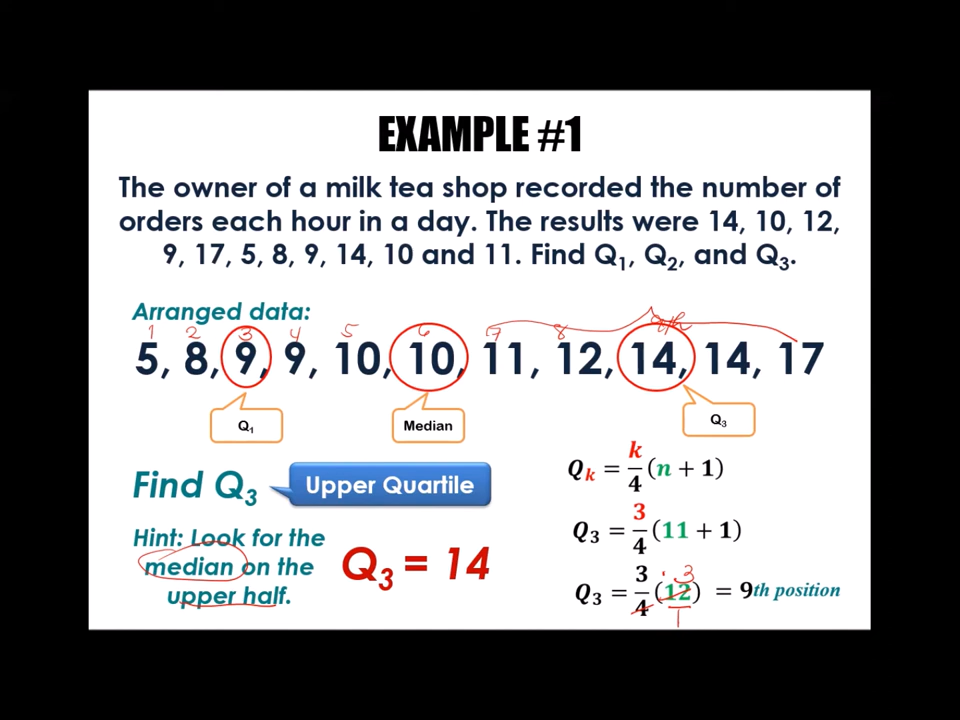 EXAMPLE #1
The owner of a milk tea shop recorded the number of
orders each hour in a day. The results were 14, 10, 12,
9, 17, 5, 8, 9, 14, 10 and 11. Find Q₁, Q₂, and Q₃.
Arranged data:
1 2 3 4 5 6 7 8 9th
5, 8, 9, 9, 10, 10, 11, 12, 14, 14, 17
Q₁ Median Q₃
Find Q₃ Upper Quartile
Hint: Look for the
median on the
upper half.
Q₃ = 14
Qₖ = k/4 (n + 1)
Q₃ = 3/4 (11 + 1)
3
Q₃ = 3/4 (12) = 9th position
1